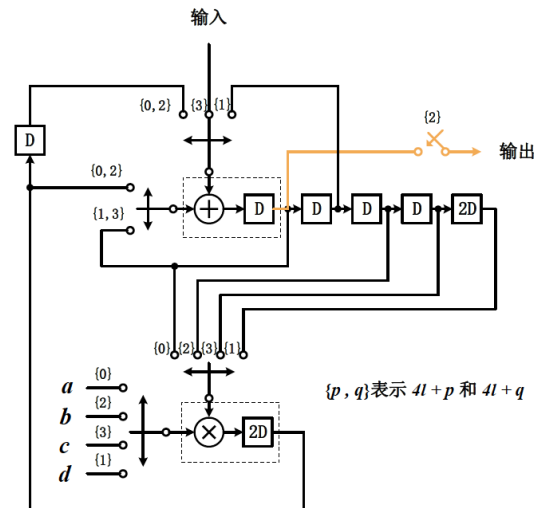 输入
{0,2} {3} {1}
{2}
D
输出
{0,2}
D D D D 2D
{1,3}
{0} {2} {3} {1}
a {0}
b {2}
c {3}
d {1}
2D
{p,q}表示 4l+p 和 4l+q